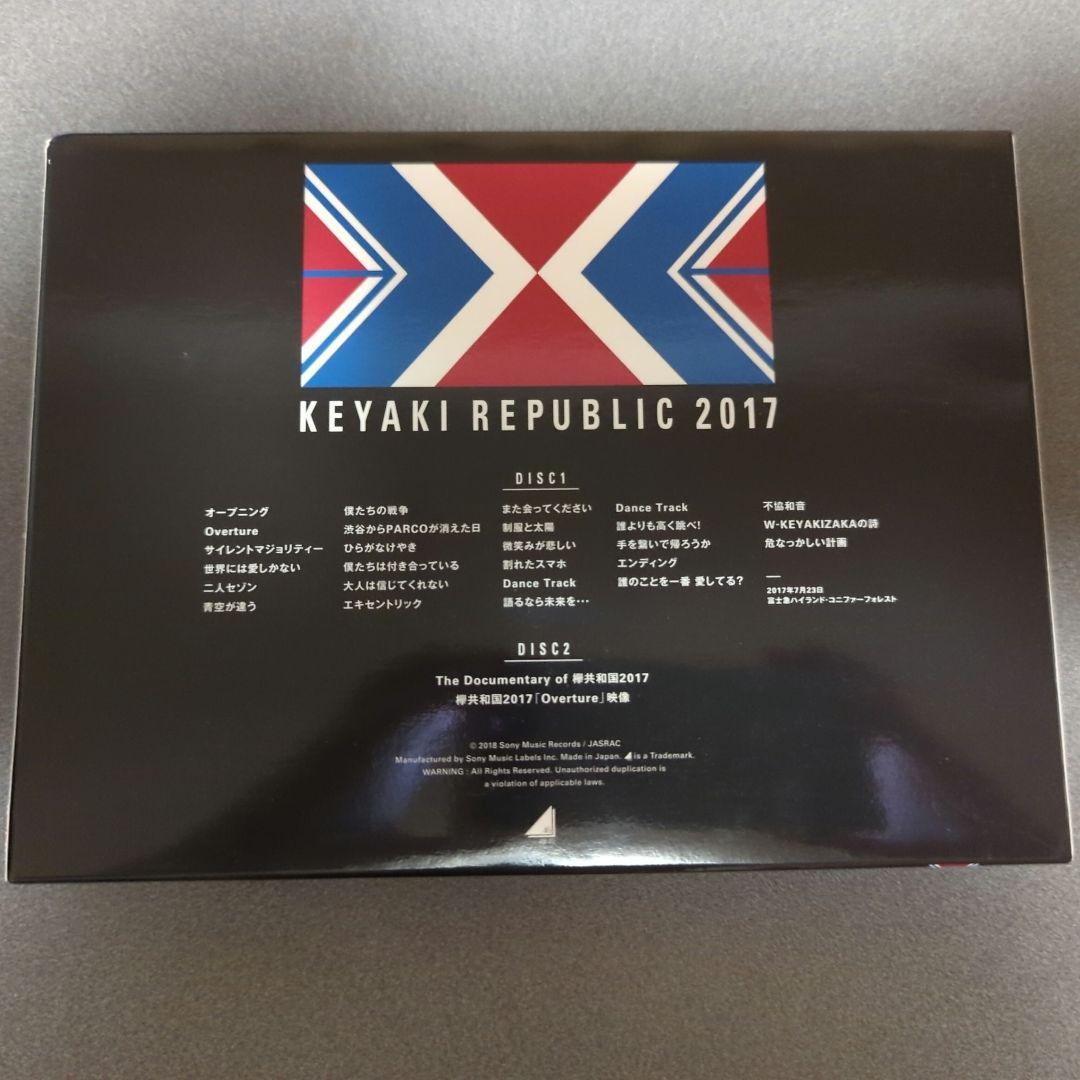 KEYAKI REPUBLIC 2017
DISC1
オープニング
Overture
サイレントマジョリティー
世界には愛しかない
二人セゾン
青空が違う
僕たちの戦争
渋谷からPARCOが消えた日
ひらがなけやき
僕たちは付き合っている
大人は信じてくれない
エキセントリック
また会ってください
制服と太陽
微笑みが悲しい
割れたスマホ
Dance Track
語るなら未来を…
Dance Track
誰よりも高く跳べ!
手を繋いで帰ろうか
エンディング
誰のことを一番 愛してる?
不協和音
W-KEYAKIZAKAの詩
危なっかしい計画
2017年7月23日
富士急ハイランド・コニファーフォレスト
DISC2
The Documentary of 欅共和国2017
欅共和国2017「Overture」映像
© 2018 Sony Music Records / JASRAC
Manufactured by Sony Music Labels Inc. Made in Japan. is a Trademark.
WARNING : All Rights Reserved. Unauthorized duplication is
a violation of applicable laws.